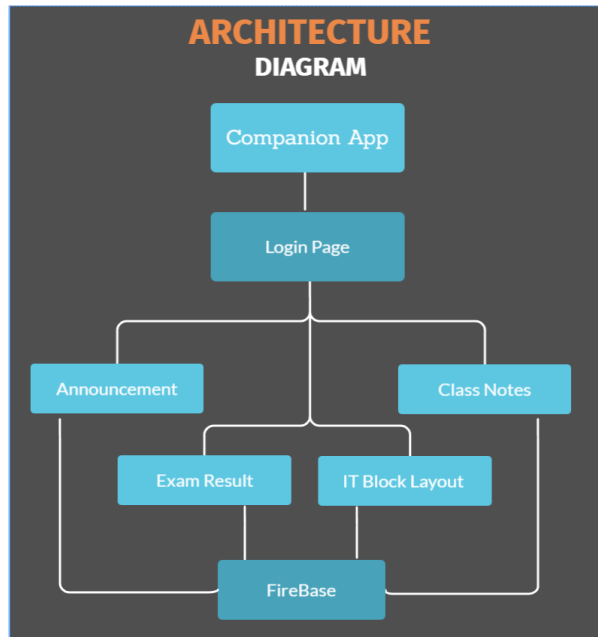 ARCHITECTURE
DIAGRAM
Companion App
Login Page
Announcement
Class Notes
Exam Result
IT Block Layout
FireBase